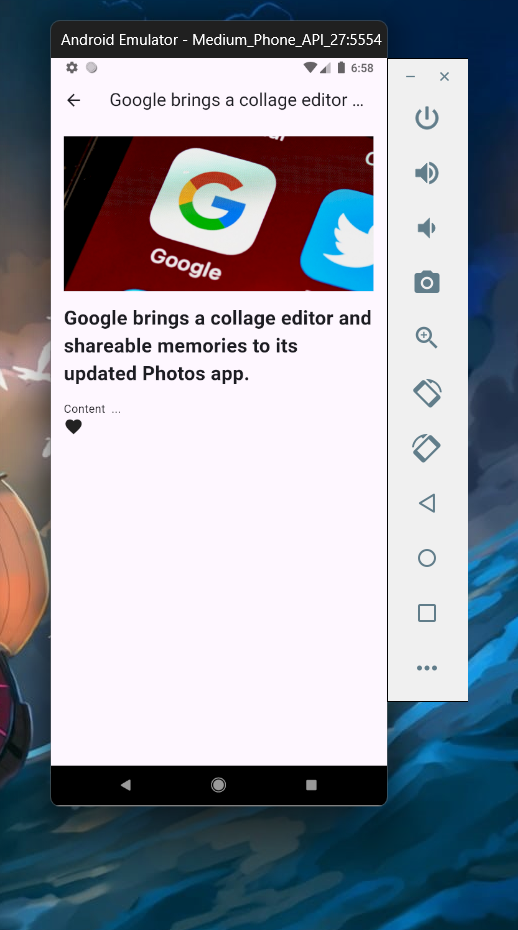 Android Emulator - Medium_Phone_API_27:5554
6:58
Google brings a collage editor ...
Google
Google brings a collage editor and
shareable memories to its
updated Photos app.
Content ...